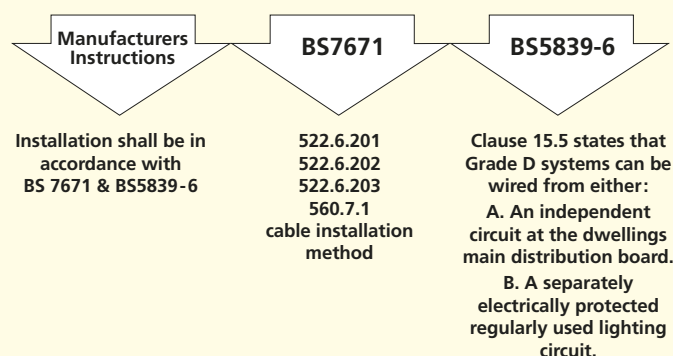 Manufacturers
Instructions
BS7671
BS5839-6
Installation shall be in
accordance with
BS 7671 & BS5839-6
522.6.201
522.6.202
522.6.203
560.7.1
cable installation
method
Clause 15.5 states that
Grade D systems can be
wired from either:
A. An independent
circuit at the dwellings
main distribution board.
B. A separately
electrically protected
regularly used lighting
circuit.